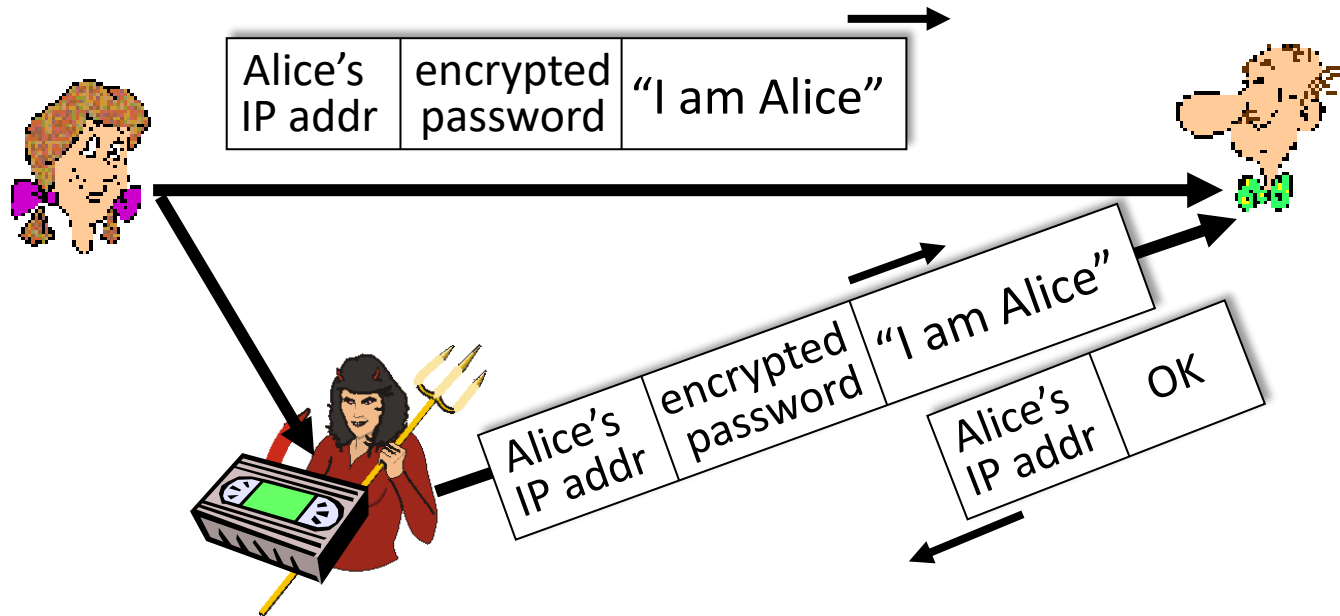 Alice’s
IP addr
encrypted
password
“I am Alice”
Alice’s
IP addr
encrypted
password
“I am Alice”
Alice’s
IP addr
OK